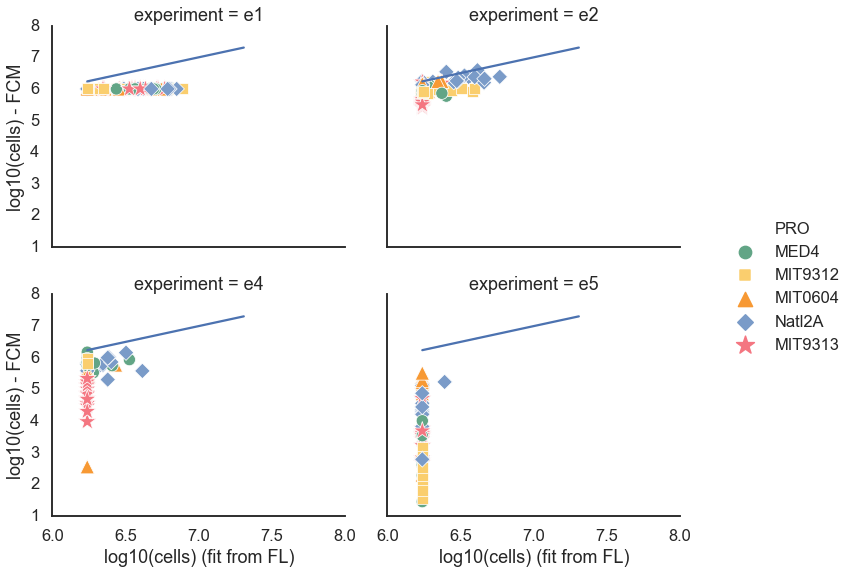 experiment = e1
experiment = e2
8
7
6
5
4
3
2
1
log10(cells) - FCM
PRO
MED4
MIT9312
MIT0604
Natl2A
MIT9313
experiment = e4
experiment = e5
8
7
6
5
4
3
2
1
log10(cells) - FCM
6.0 6.5 7.0 7.5 8.0
6.0 6.5 7.0 7.5 8.0
log10(cells) (fit from FL)
log10(cells) (fit from FL)